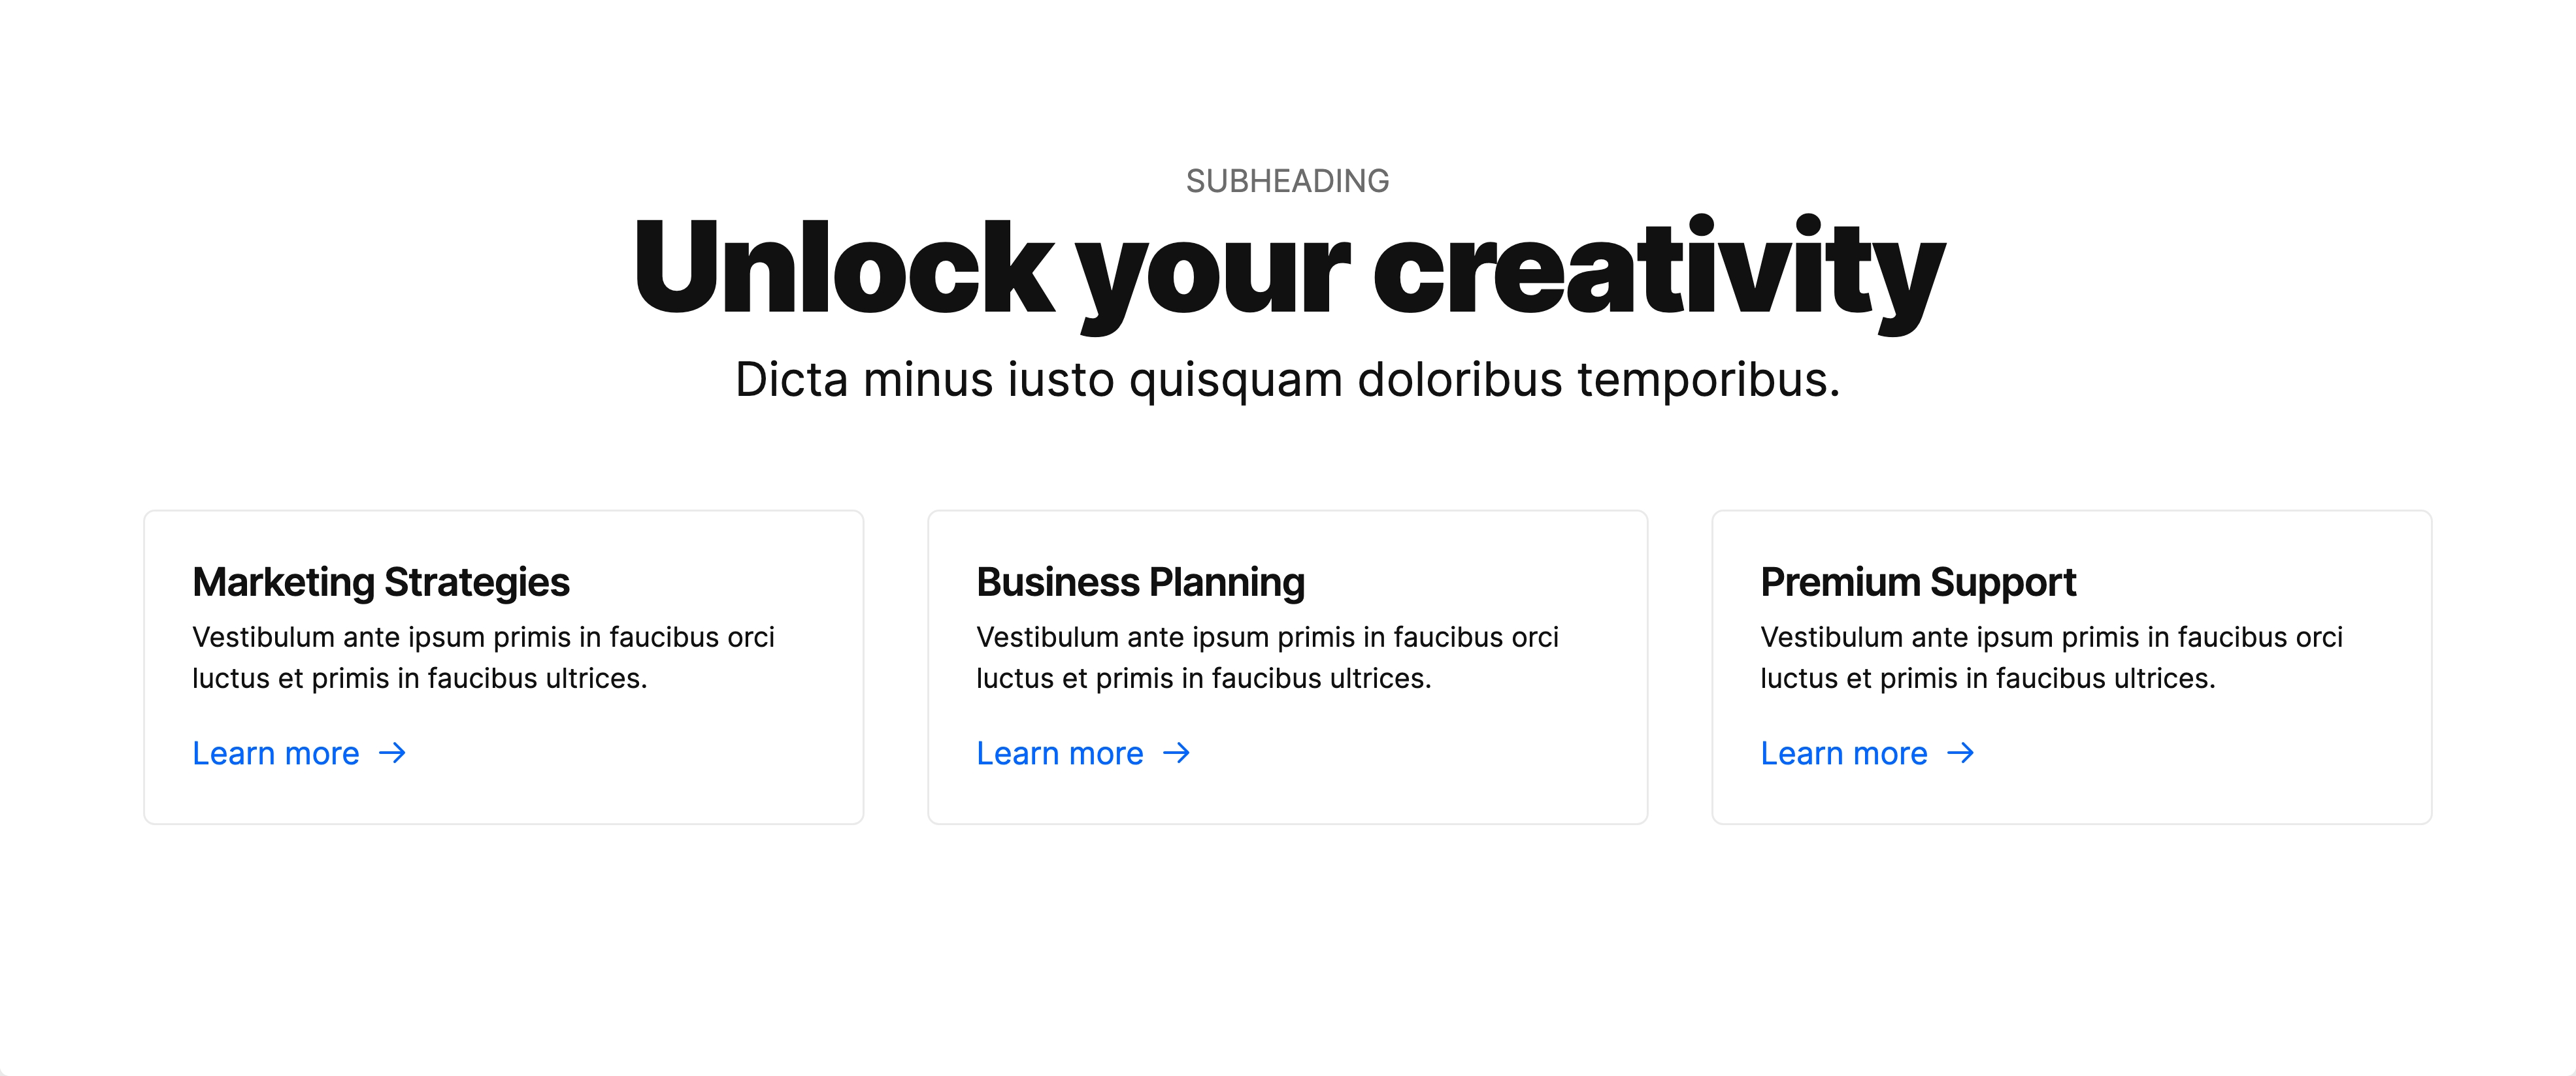 SUBHEADING
Unlock your creativity
Dicta minus iusto quisquam doloribus temporibus.
Marketing Strategies
Vestibulum ante ipsum primis in faucibus orci
luctus et primis in faucibus ultrices.
Learn more →
Business Planning
Vestibulum ante ipsum primis in faucibus orci
luctus et primis in faucibus ultrices.
Learn more →
Premium Support
Vestibulum ante ipsum primis in faucibus orci
luctus et primis in faucibus ultrices.
Learn more →